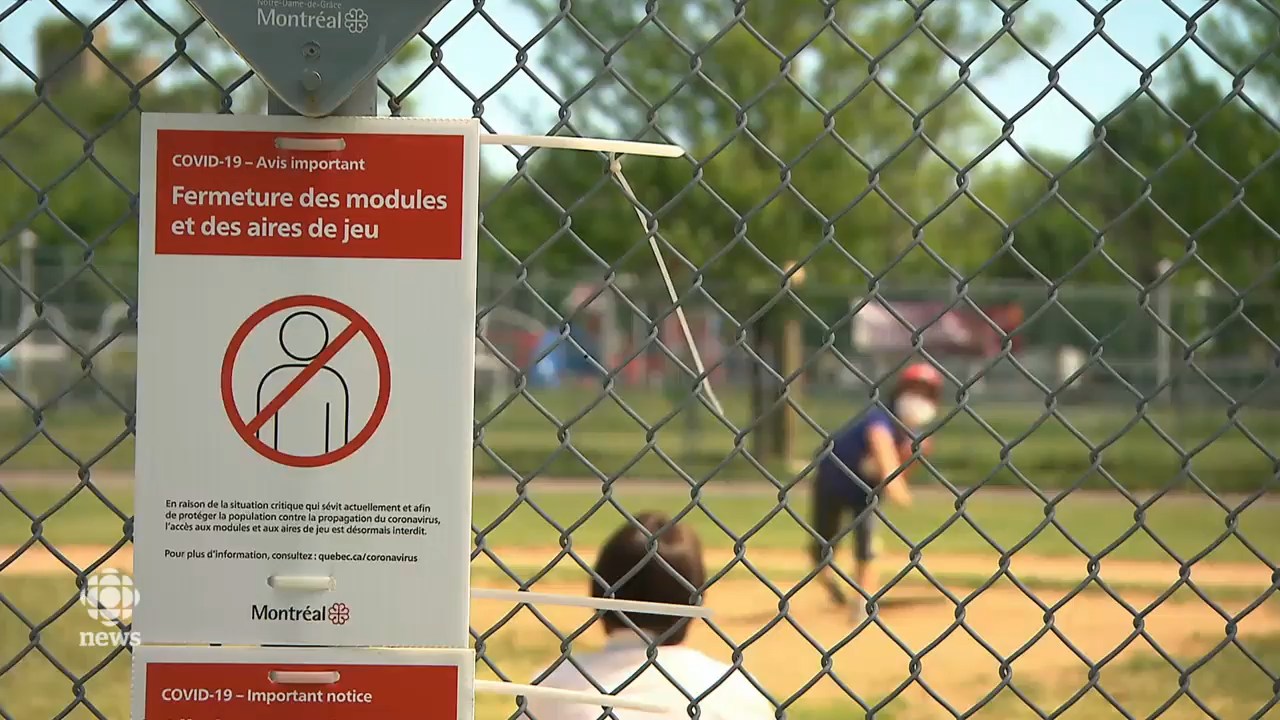 Notre-Dame-de-Grâce
Montréal
COVID-19 – Avis important
Fermeture des modules
et des aires de jeu
En raison de la situation critique qui sévit actuellement et afin
de protéger la population contre la propagation du coronavirus,
l'accès aux modules et aux aires de jeu est désormais interdit.
Pour plus d'information, consultez : quebec.ca/coronavirus
Montréal
news
COVID-19 – Important notice